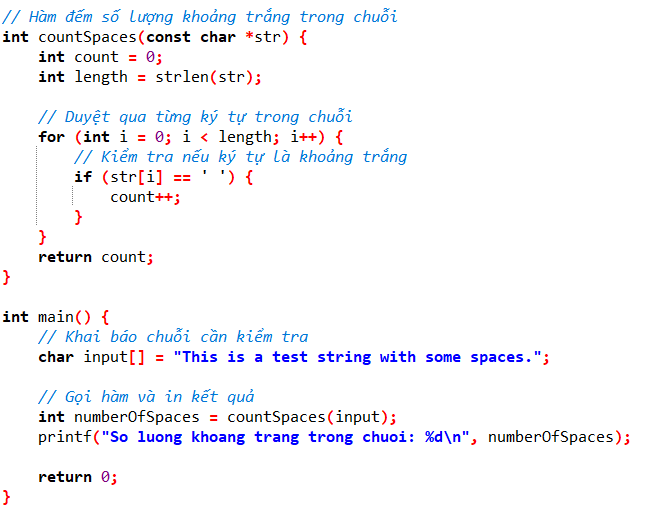 // Hàm đếm số lượng khoảng trắng trong chuỗi
int countSpaces(const char *str) {
    int count = 0;
    int length = strlen(str);

    // Duyệt qua từng ký tự trong chuỗi
    for (int i = 0; i < length; i++) {
        // Kiểm tra nếu ký tự là khoảng trắng
        if (str[i] == ' ') {
            count++;
        }
    }
    return count;
}

int main() {
    // Khai báo chuỗi cần kiểm tra
    char input[] = "This is a test string with some spaces.";

    // Gọi hàm và in kết quả
    int numberOfSpaces = countSpaces(input);
    printf("So luong khoang trang trong chuoi: %d\n", numberOfSpaces);

    return 0;
}